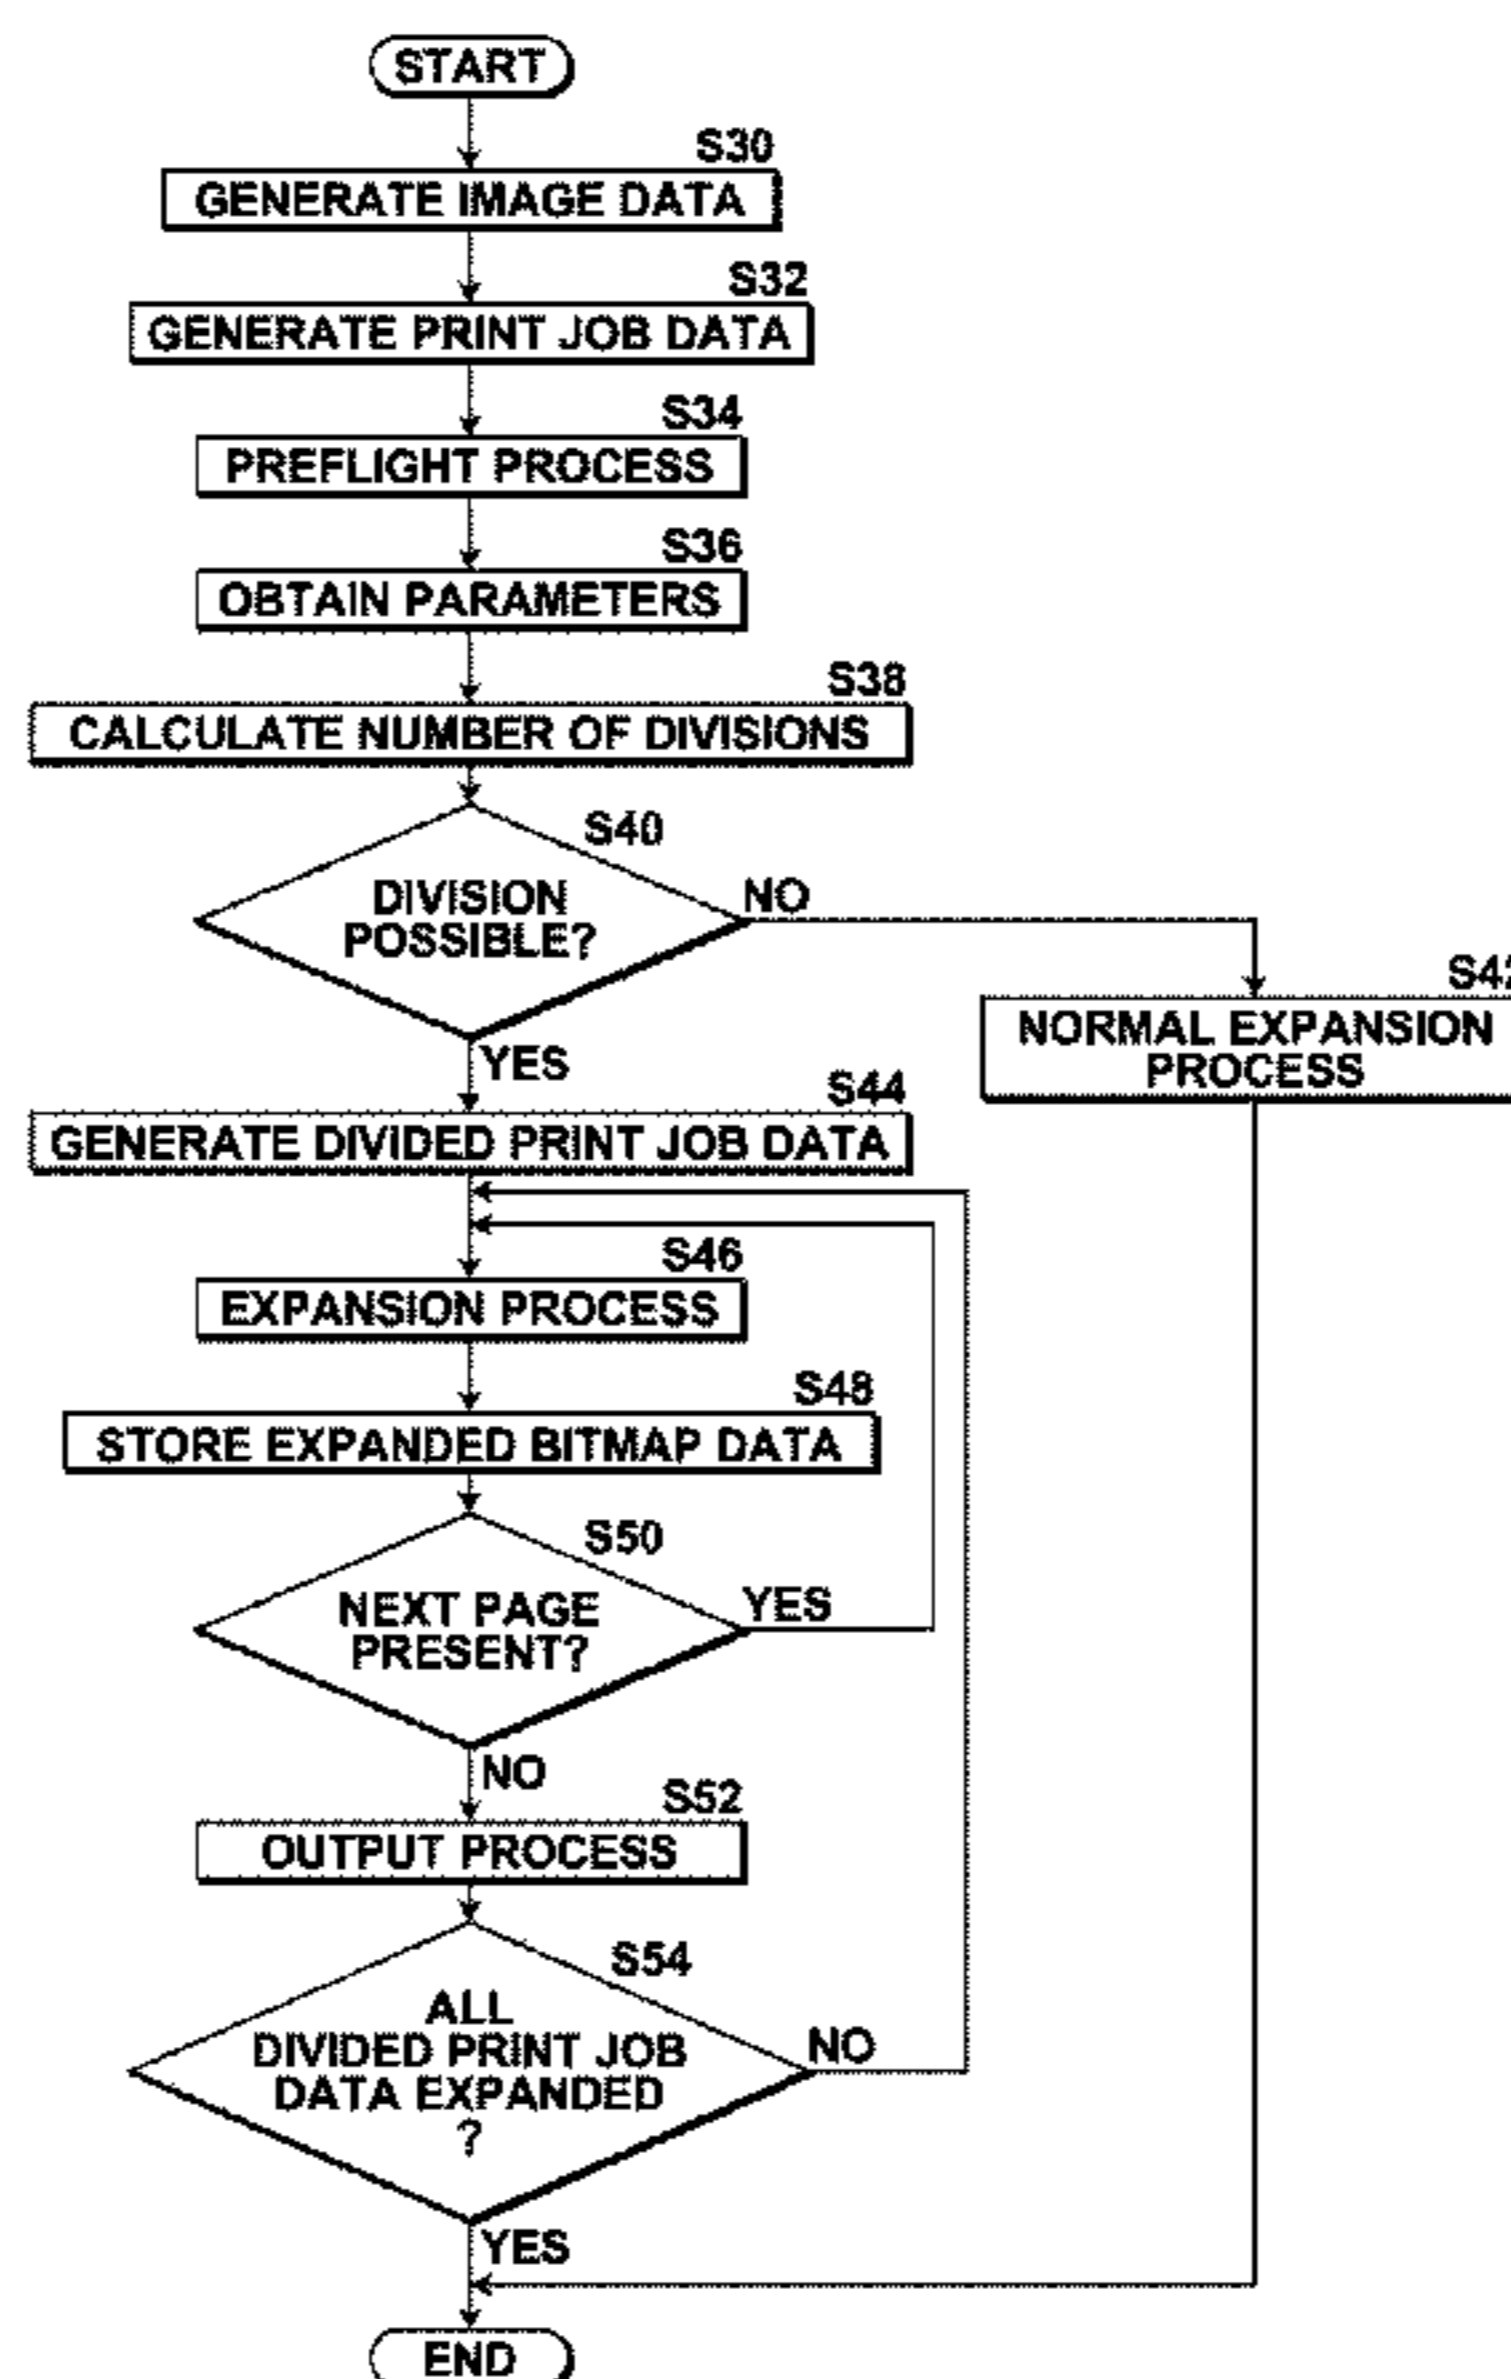 START
S30
GENERATE IMAGE DATA
S32
GENERATE PRINT JOB DATA
S34
PREFLIGHT PROCESS
S36
OBTAIN PARAMETERS
S38
CALCULATE NUMBER OF DIVISIONS
S40
DIVISION
POSSIBLE?
NO
S42
NORMAL EXPANSION
PROCESS
YES
S44
GENERATE DIVIDED PRINT JOB DATA
S46
EXPANSION PROCESS
S48
STORE EXPANDED BITMAP DATA
S50
NEXT PAGE
PRESENT?
YES
NO
S52
OUTPUT PROCESS
S54
ALL
DIVIDED PRINT JOB
DATA EXPANDED
?
NO
YES
END